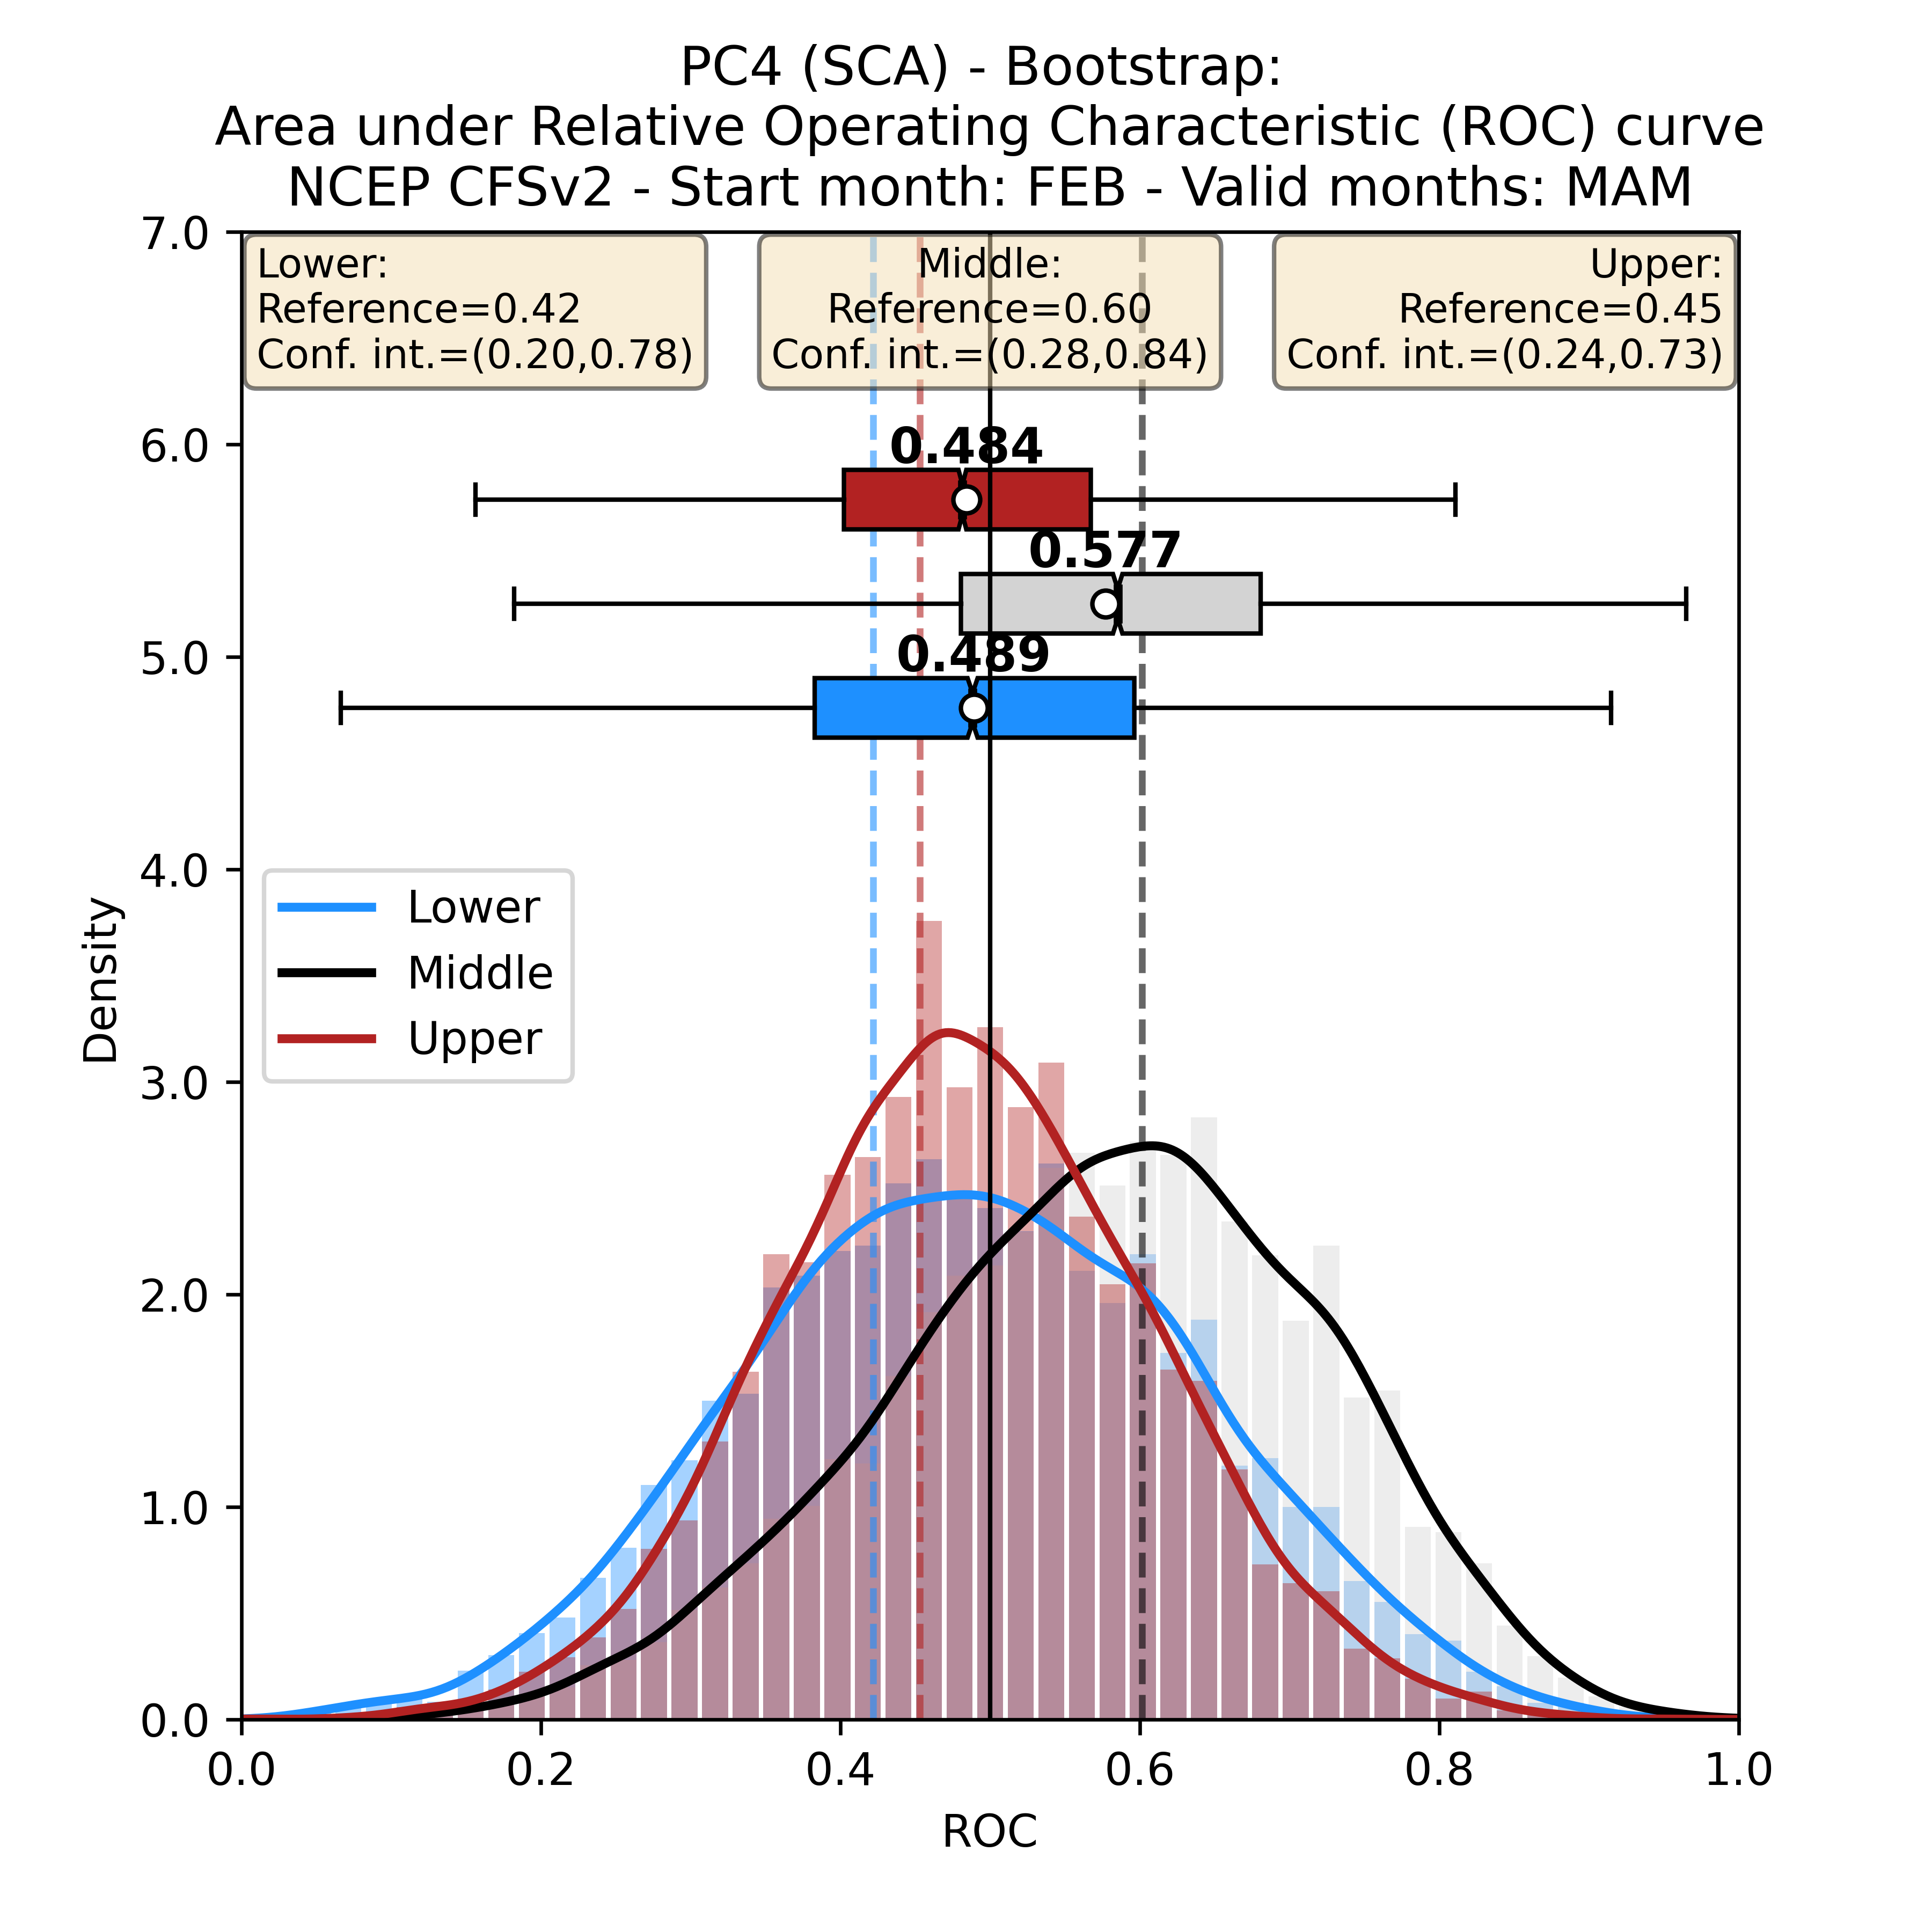 PC4 (SCA) - Bootstrap:
Area under Relative Operating Characteristic (ROC) curve
NCEP CFSv2 - Start month: FEB - Valid months: MAM
7.0
Lower:
Reference=0.42
Conf. int.=(0.20,0.78)
Middle:
Reference=0.60
Conf. int.=(0.28,0.84)
Upper:
Reference=0.45
Conf. int.=(0.24,0.73)
6.0
0.484
0.577
5.0
0.489
4.0
Lower
Middle
Upper
3.0
Density
2.0
1.0
0.0
0.0 0.2 0.4 0.6 0.8 1.0
ROC